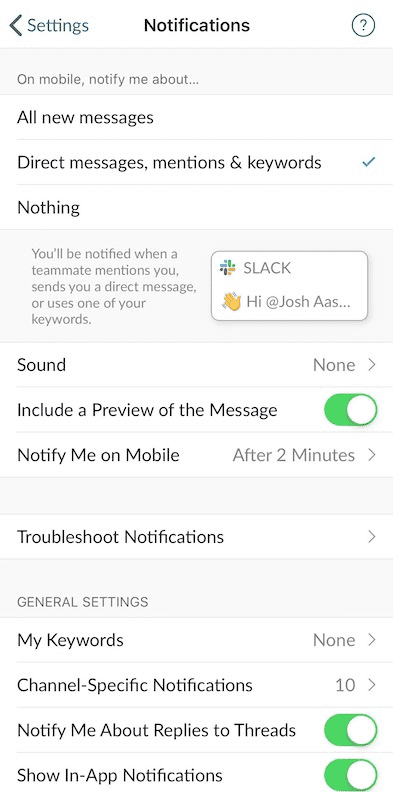 Settings
Notifications
?
On mobile, notify me about...
All new messages
Direct messages, mentions & keywords
Nothing
You'll be notified when a
teammate mentions you,
sends you a direct message,
or uses one of your
keywords.
SLACK
Hi @Josh Aas...
Sound None
Include a Preview of the Message
Notify Me on Mobile After 2 Minutes
Troubleshoot Notifications
GENERAL SETTINGS
My Keywords None
Channel-Specific Notifications 10
Notify Me About Replies to Threads
Show In-App Notifications